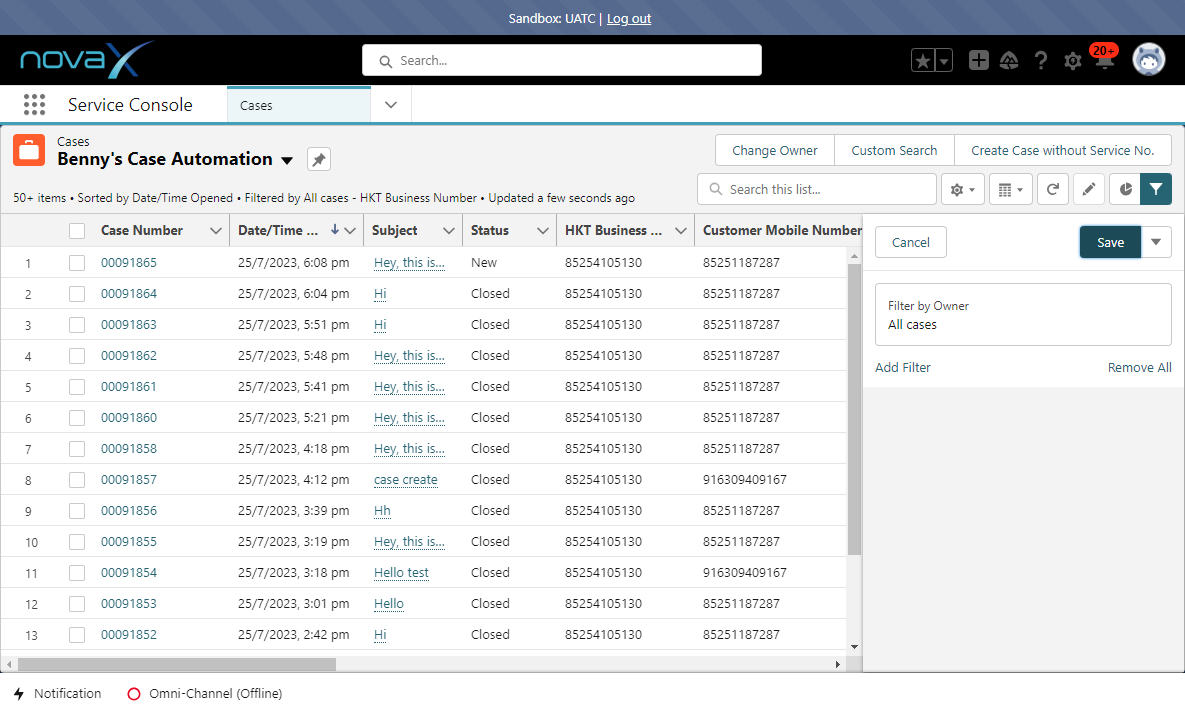 Sandbox: UATC | Log out
novaX
Search...
20+
Service Console
Cases
Cases
Benny's Case Automation
Change Owner
Custom Search
Create Case without Service No.
50+ items • Sorted by Date/Time Opened • Filtered by All cases - HKT Business Number • Updated a few seconds ago
Search this list...
Case Number Date/Time ... Subject Status HKT Business ... Customer Mobile Number
1 00091865 25/7/2023, 6:08 pm Hey, this is... New 85254105130 85251187287
2 00091864 25/7/2023, 6:04 pm Hi Closed 85254105130 85251187287
3 00091863 25/7/2023, 5:51 pm Hi Closed 85254105130 85251187287
4 00091862 25/7/2023, 5:48 pm Hey, this is... Closed 85254105130 85251187287
5 00091861 25/7/2023, 5:41 pm Hey, this is... Closed 85254105130 85251187287
6 00091860 25/7/2023, 5:21 pm Hey, this is... Closed 85254105130 85251187287
7 00091858 25/7/2023, 4:18 pm Hey, this is... Closed 85254105130 85251187287
8 00091857 25/7/2023, 4:12 pm case create Closed 85254105130 916309409167
9 00091856 25/7/2023, 3:39 pm Hh Closed 85254105130 85251187287
10 00091855 25/7/2023, 3:19 pm Hey, this is... Closed 85254105130 85251187287
11 00091854 25/7/2023, 3:18 pm Hello test Closed 85254105130 916309409167
12 00091853 25/7/2023, 3:01 pm Hello Closed 85254105130 85251187287
13 00091852 25/7/2023, 2:42 pm Hi Closed 85254105130 85251187287
Cancel
Save
Filter by Owner
All cases
Add Filter
Remove All
Notification
Omni-Channel (Offline)